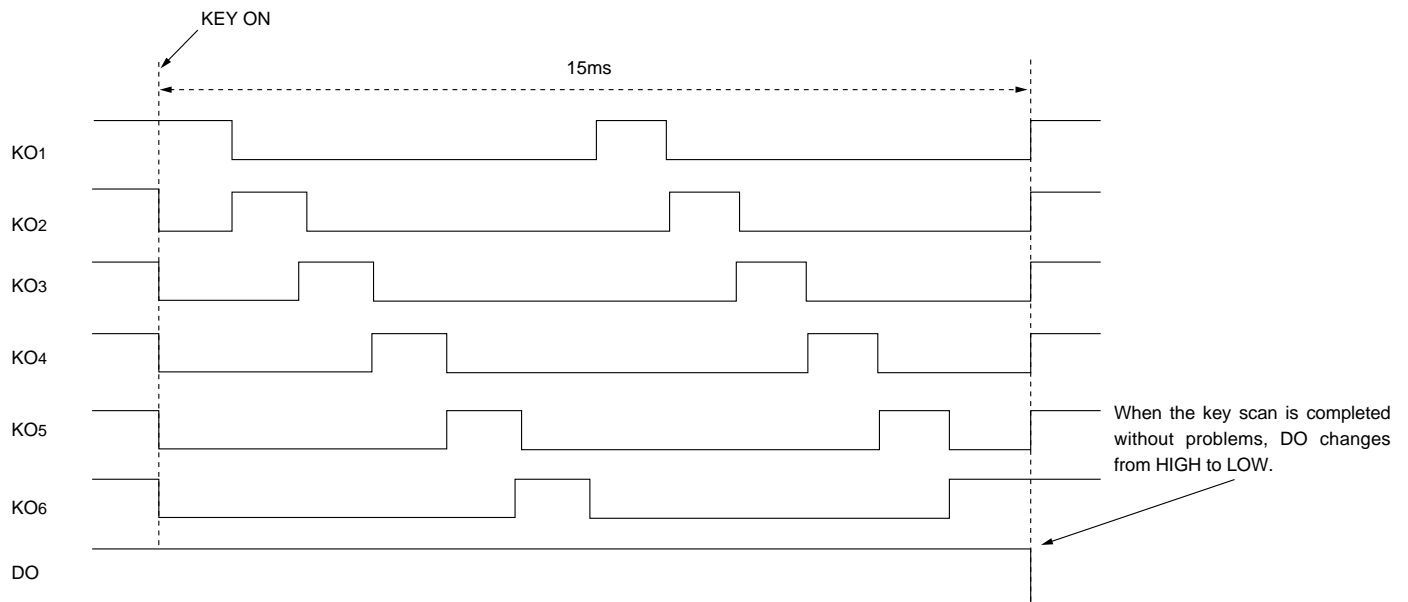 KEY ON
15ms
KO1
KO2
KO3
KO4
KO5
KO6
DO
When the key scan is completed
without problems, DO changes
from HIGH to LOW.